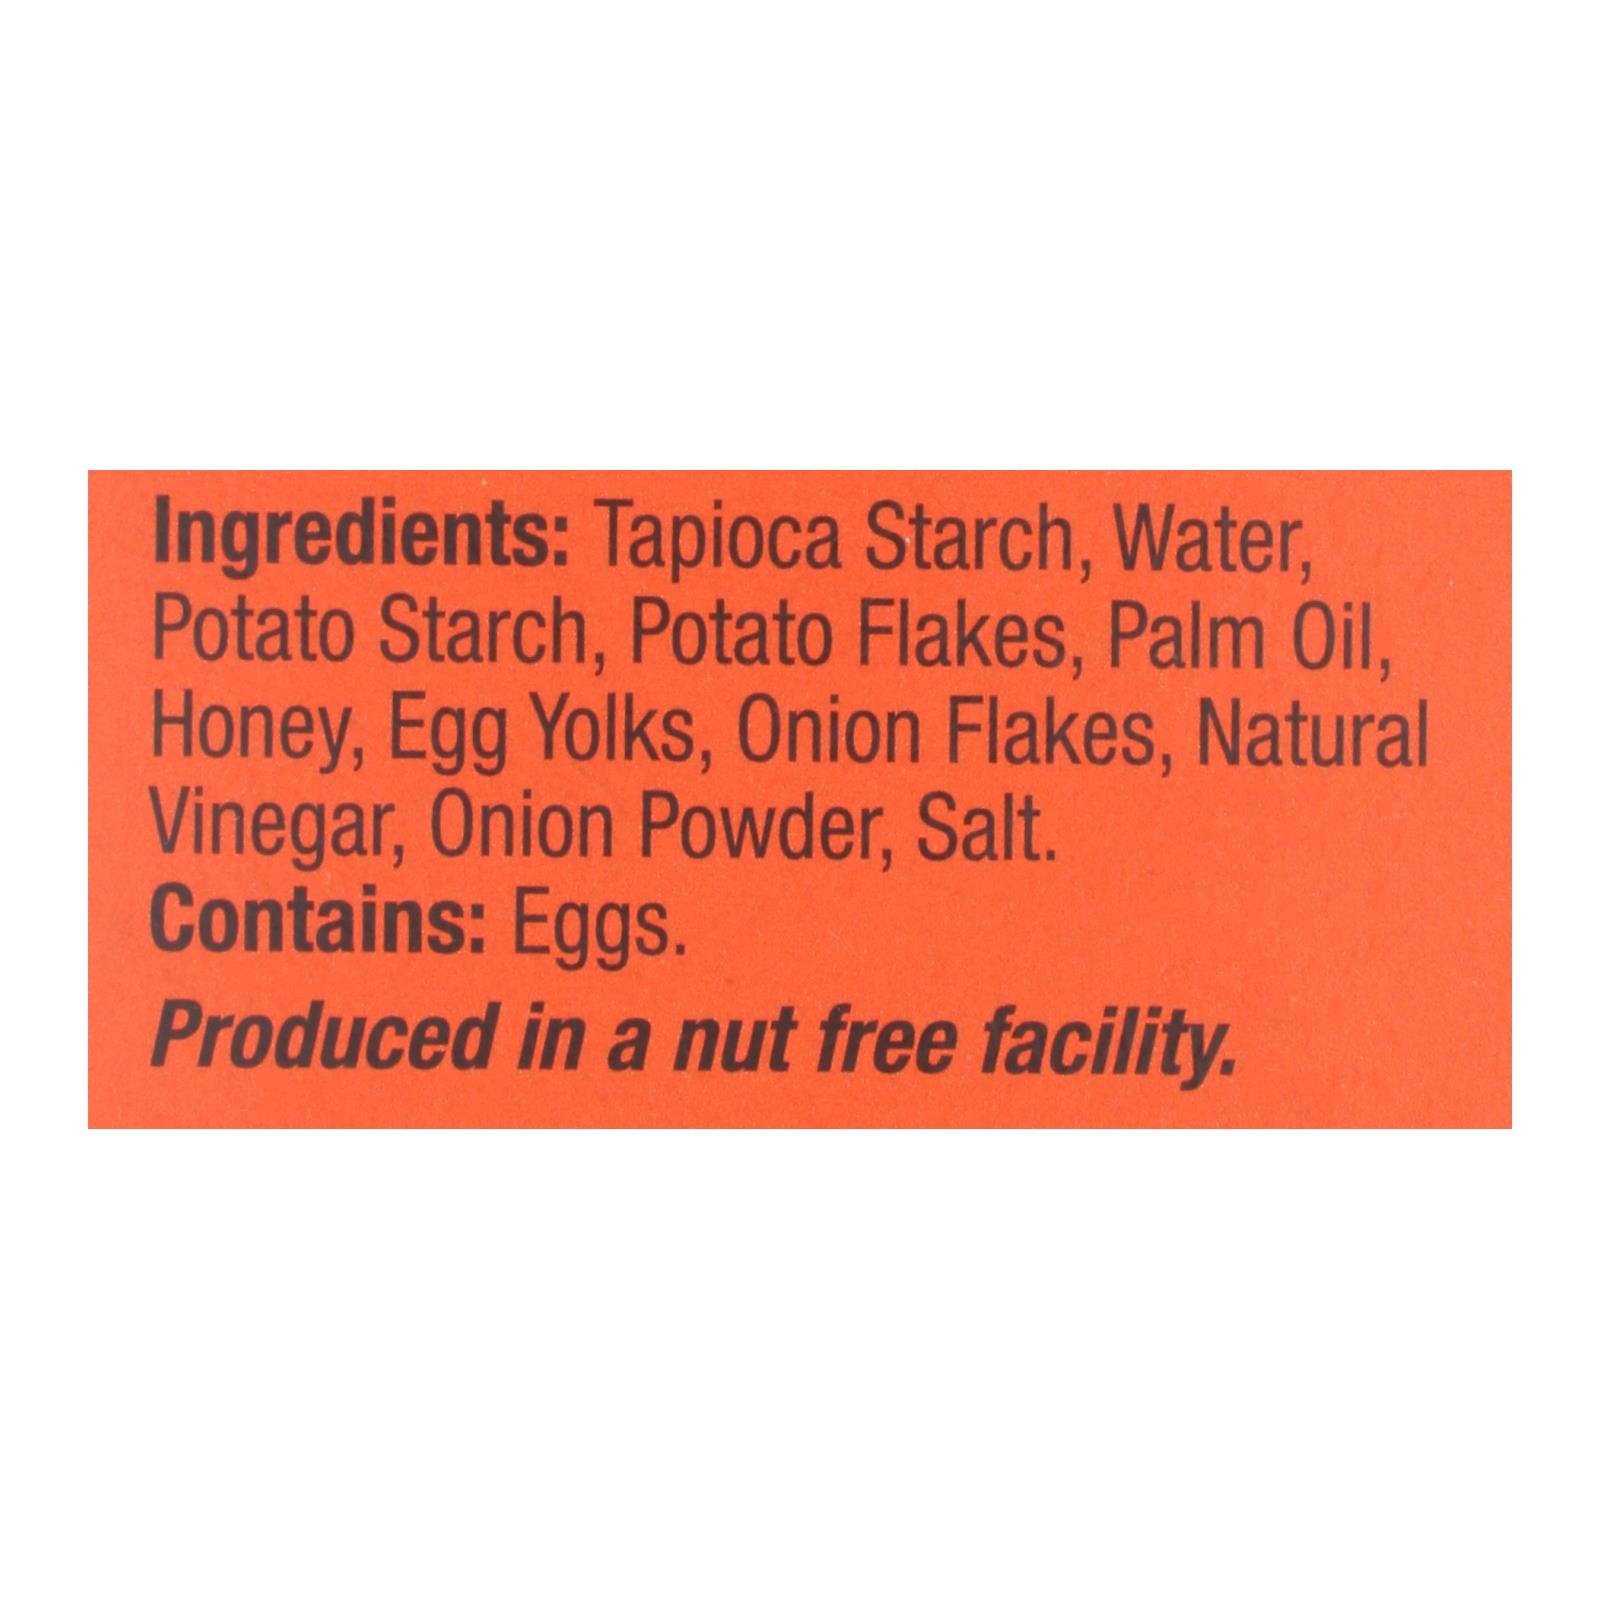 Ingredients: Tapioca Starch, Water,
Potato Starch, Potato Flakes, Palm Oil,
Honey, Egg Yolks, Onion Flakes, Natural
Vinegar, Onion Powder, Salt.
Contains: Eggs.
Produced in a nut free facility.